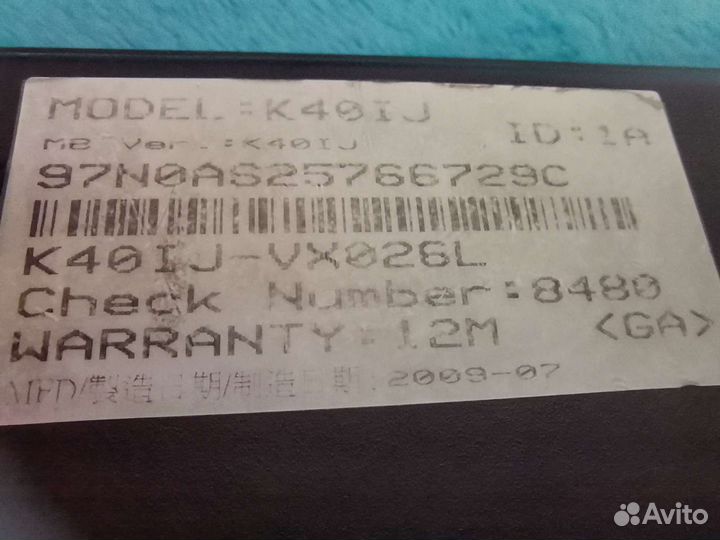 MODEL:K40IJ
MB Ver.:K40IJ ID:1A
97N0AS25766729C
K40IJ-VX026L
Check Number:8480
WARRANTY:12M <GA>
MFD/製造日期/制造日期:2009-07
Avito